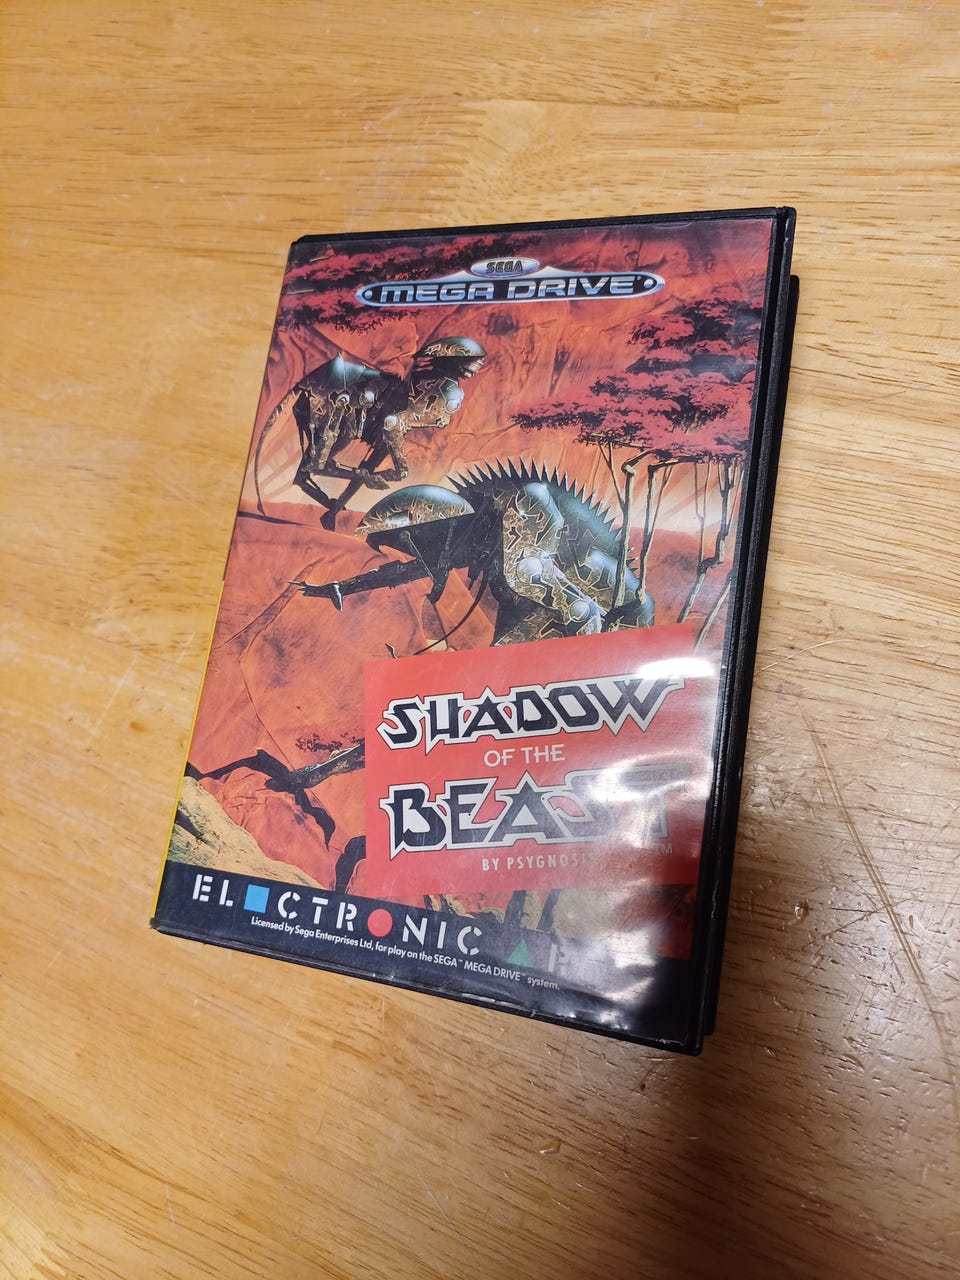 SEGA
MEGA DRIVE
SHADOW
OF THE
BEAST
BY PSYGNOSIS TM
ELECTRONIC
Licensed by Sega Enterprises Ltd, for play on the SEGA™ MEGA DRIVE™ system.